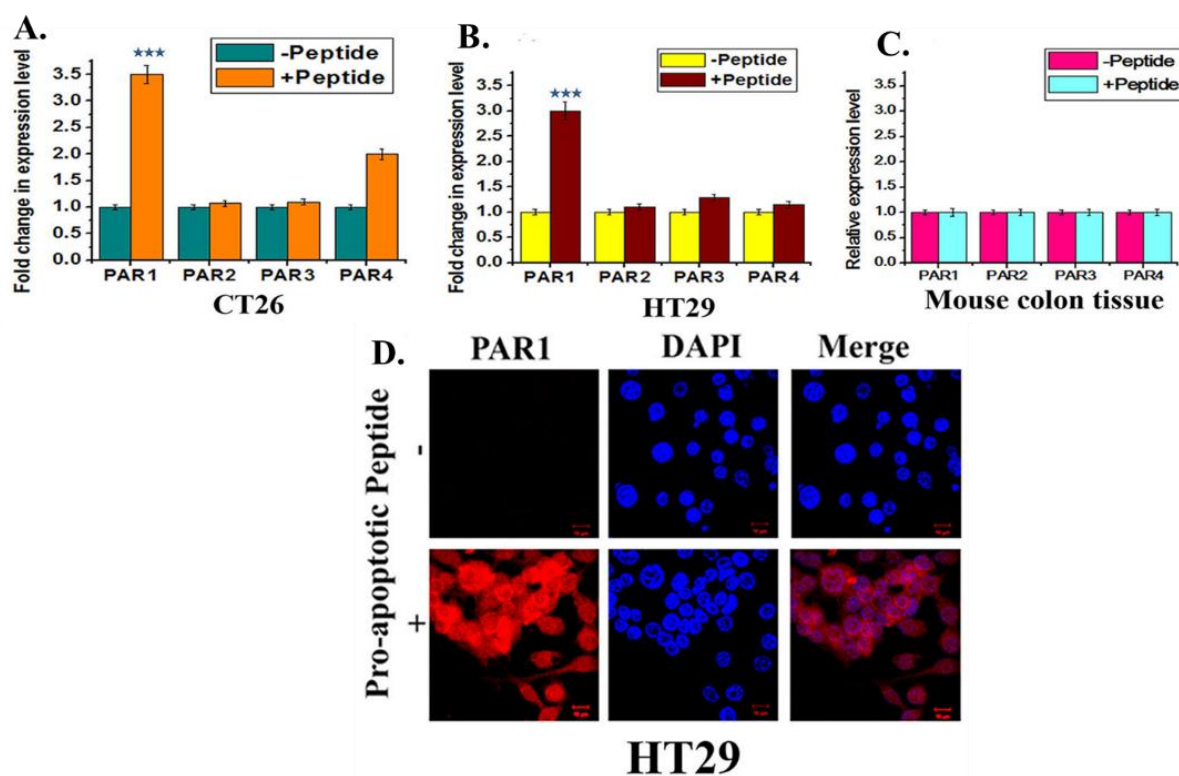 A.
-Peptide
+Peptide
★★★
Fold change in expression level
3.5
3.0
2.5
2.0
1.5
1.0
0.5
0.0
PAR1 PAR2 PAR3 PAR4
CT26
B.
-Peptide
+Peptide
★★★
Fold change in expression level
3.5
3.0
2.5
2.0
1.5
1.0
0.5
0.0
PAR1 PAR2 PAR3 PAR4
HT29
C.
-Peptide
+Peptide
Relative expression level
3.5
3.0
2.5
2.0
1.5
1.0
0.5
0.0
PAR1 PAR2 PAR3 PAR4
Mouse colon tissue
D.
PAR1 DAPI Merge
Pro-apoptotic Peptide
-
+
HT29